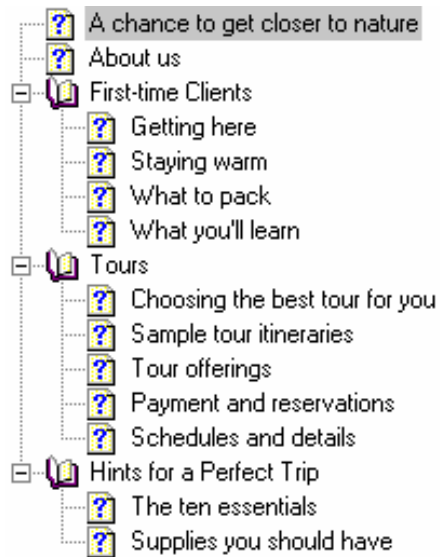 A chance to get closer to nature
About us
First-time Clients
Getting here
Staying warm
What to pack
What you'll learn
Tours
Choosing the best tour for you
Sample tour itineraries
Tour offerings
Payment and reservations
Schedules and details
Hints for a Perfect Trip
The ten essentials
Supplies you should have